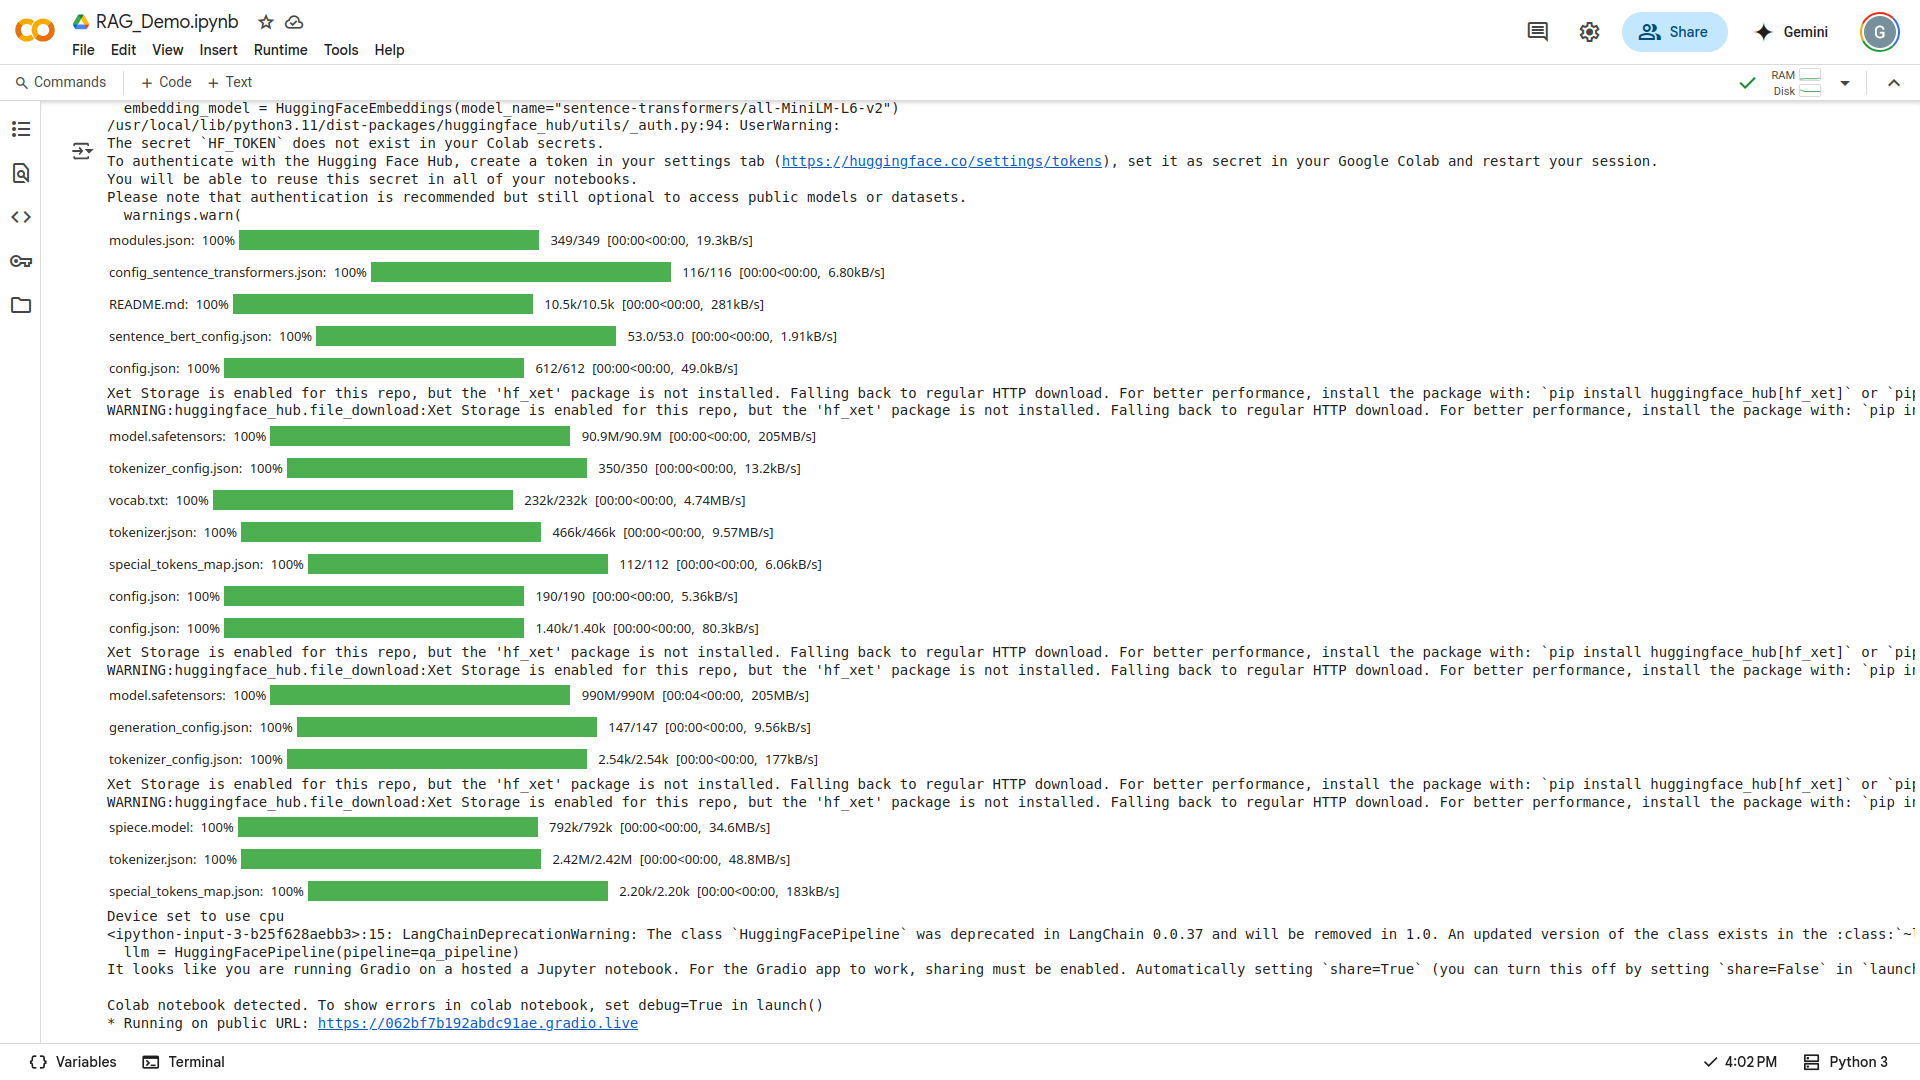 RAG_Demo.ipynb
File Edit View Insert Runtime Tools Help
Share
Gemini
G
Commands + Code + Text
RAM
Disk
embedding_model = HuggingFaceEmbeddings(model_name="sentence-transformers/all-MiniLM-L6-v2")
/usr/local/lib/python3.11/dist-packages/huggingface_hub/utils/_auth.py:94: UserWarning:
The secret `HF_TOKEN` does not exist in your Colab secrets.
To authenticate with the Hugging Face Hub, create a token in your settings tab (https://huggingface.co/settings/tokens), set it as secret in your Google Colab and restart your session.
You will be able to reuse this secret in all of your notebooks.
Please note that authentication is recommended but still optional to access public models or datasets.
warnings.warn(
modules.json: 100% 349/349 [00:00<00:00, 19.3kB/s]
config_sentence_transformers.json: 100% 116/116 [00:00<00:00, 6.80kB/s]
README.md: 100% 10.5k/10.5k [00:00<00:00, 281kB/s]
sentence_bert_config.json: 100% 53.0/53.0 [00:00<00:00, 1.91kB/s]
config.json: 100% 612/612 [00:00<00:00, 49.0kB/s]
Xet Storage is enabled for this repo, but the 'hf_xet' package is not installed. Falling back to regular HTTP download. For better performance, install the package with: `pip install huggingface_hub[hf_xet]` or `pip
WARNING:huggingface_hub.file_download:Xet Storage is enabled for this repo, but the 'hf_xet' package is not installed. Falling back to regular HTTP download. For better performance, install the package with: `pip in
model.safetensors: 100% 90.9M/90.9M [00:00<00:00, 205MB/s]
tokenizer_config.json: 100% 350/350 [00:00<00:00, 13.2kB/s]
vocab.txt: 100% 232k/232k [00:00<00:00, 4.74MB/s]
tokenizer.json: 100% 466k/466k [00:00<00:00, 9.57MB/s]
special_tokens_map.json: 100% 112/112 [00:00<00:00, 6.06kB/s]
config.json: 100% 190/190 [00:00<00:00, 5.36kB/s]
config.json: 100% 1.40k/1.40k [00:00<00:00, 80.3kB/s]
Xet Storage is enabled for this repo, but the 'hf_xet' package is not installed. Falling back to regular HTTP download. For better performance, install the package with: `pip install huggingface_hub[hf_xet]` or `pip
WARNING:huggingface_hub.file_download:Xet Storage is enabled for this repo, but the 'hf_xet' package is not installed. Falling back to regular HTTP download. For better performance, install the package with: `pip in
model.safetensors: 100% 990M/990M [00:04<00:00, 205MB/s]
generation_config.json: 100% 147/147 [00:00<00:00, 9.56kB/s]
tokenizer_config.json: 100% 2.54k/2.54k [00:00<00:00, 177kB/s]
Xet Storage is enabled for this repo, but the 'hf_xet' package is not installed. Falling back to regular HTTP download. For better performance, install the package with: `pip install huggingface_hub[hf_xet]` or `pip
WARNING:huggingface_hub.file_download:Xet Storage is enabled for this repo, but the 'hf_xet' package is not installed. Falling back to regular HTTP download. For better performance, install the package with: `pip in
spiece.model: 100% 792k/792k [00:00<00:00, 34.6MB/s]
tokenizer.json: 100% 2.42M/2.42M [00:00<00:00, 48.8MB/s]
special_tokens_map.json: 100% 2.20k/2.20k [00:00<00:00, 183kB/s]
Device set to use cpu
<ipython-input-3-b25f628aebb3>:15: LangChainDeprecationWarning: The class `HuggingFacePipeline` was deprecated in LangChain 0.0.37 and will be removed in 1.0. An updated version of the class exists in the :class:`~l
llm = HuggingFacePipeline(pipeline=qa_pipeline)
It looks like you are running Gradio on a hosted a Jupyter notebook. For the Gradio app to work, sharing must be enabled. Automatically setting `share=True` (you can turn this off by setting `share=False` in `launch
Colab notebook detected. To show errors in colab notebook, set debug=True in launch()
* Running on public URL: https://062bf7b192abdc91ae.gradio.live
Variables Terminal 4:02 PM Python 3